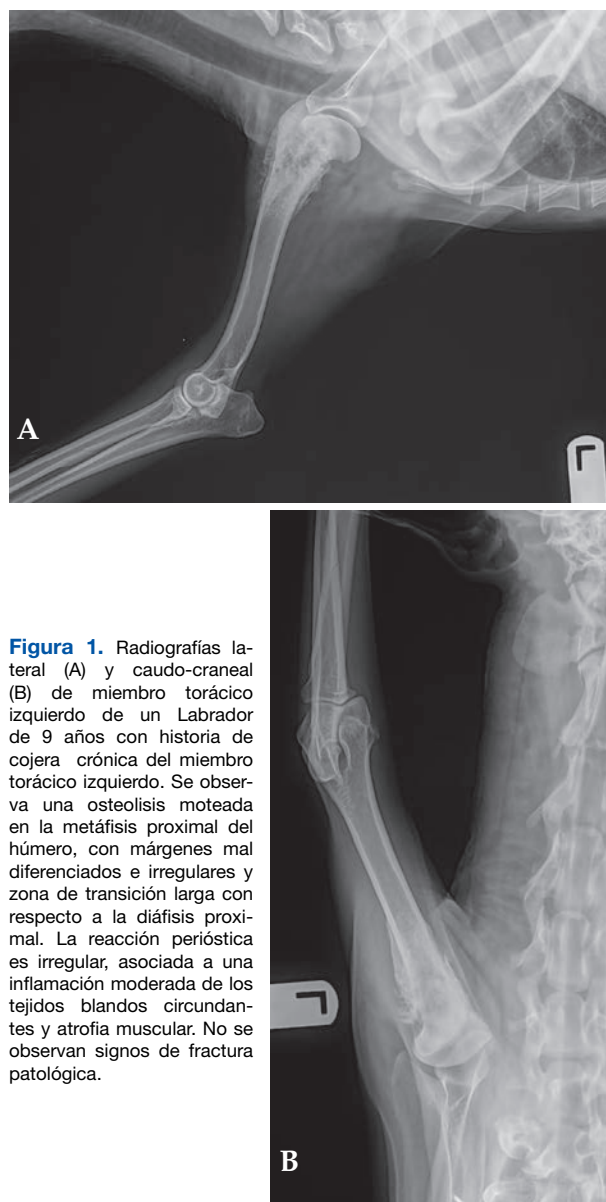 A
L
Figura 1. Radiografías la-
teral (A) y caudo-craneal
(B) de miembro torácico
izquierdo de un Labrador
de 9 años con historia de
cojera crónica del miembro
torácico izquierdo. Se obser-
va una osteolisis moteada
en la metáfisis proximal del
húmero, con márgenes mal
diferenciados e irregulares y
zona de transición larga con
respecto a la diáfisis proxi-
mal. La reacción perióstica
es irregular, asociada a una
inflamación moderada de los
tejidos blandos circundan-
tes y atrofia muscular. No se
observan signos de fractura
patológica.
L
B